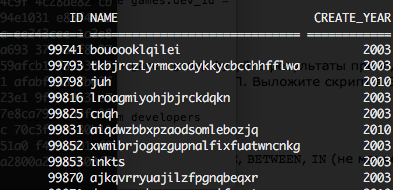 ID NAME CREATE_YEAR
99741 bouooklqilei 2003
99793 tkbjrczlyrmcxodykkycbcchhfflwa 2003
99798 juh 2010
99816 lroagmiyohjbjrckdqkn 2003
99825 cnqh 2003
99831 aiqdwzbbxpzaodsomlebozjq 2010
99852 xwmibrjogqzgupnalfixfuatwncnkg 2003
99853 inkts 2003
99870 ajkqvrryuajilzfpgnqbeqxr 2003